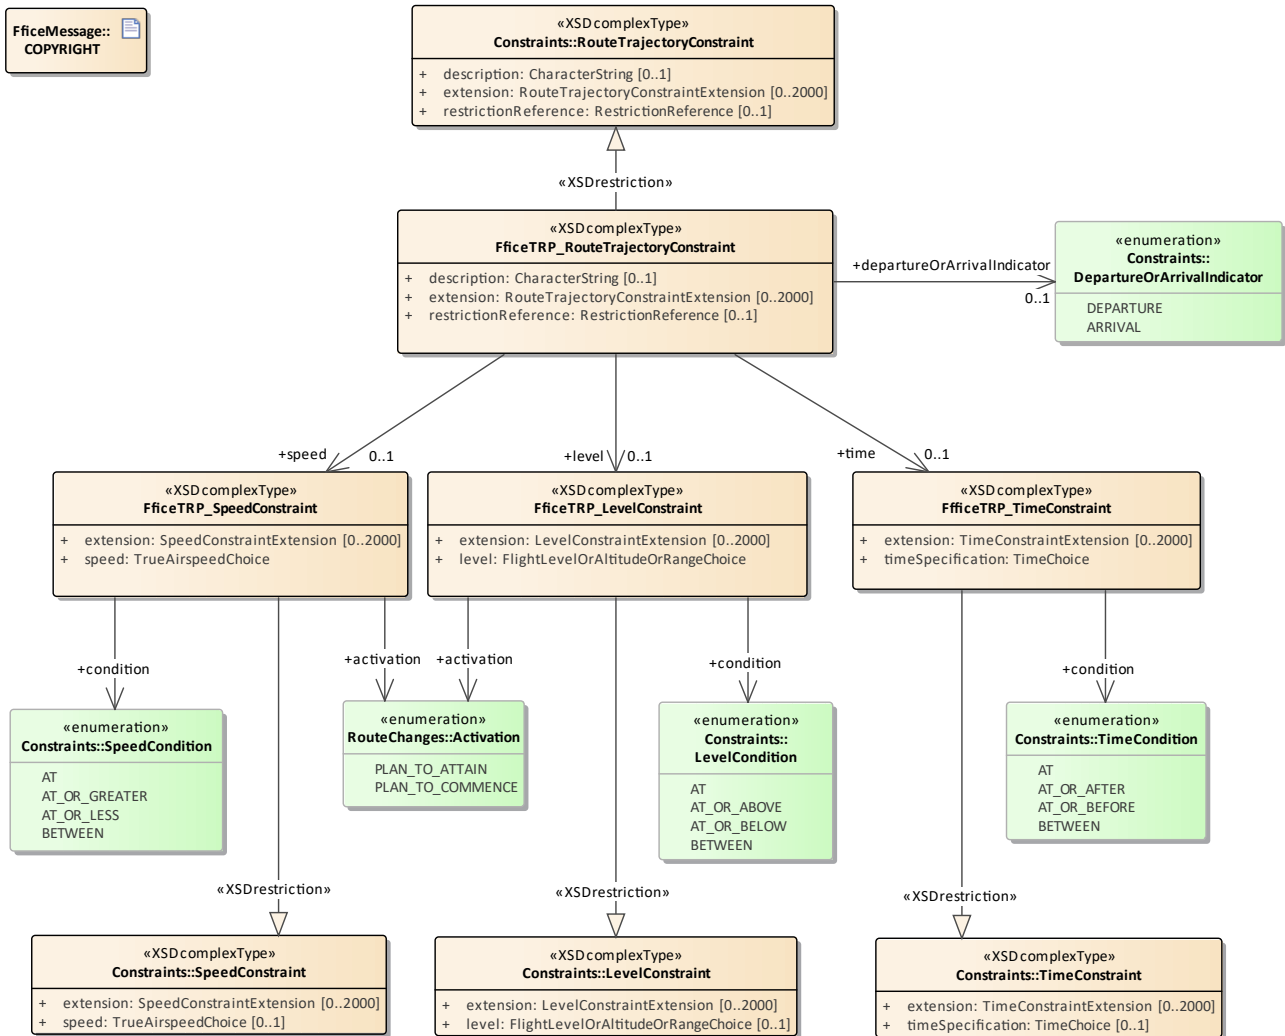 FficeMessage::
COPYRIGHT
«XSDcomplexType»
Constraints::RouteTrajectoryConstraint
+ description: CharacterString [0..1]
+ extension: RouteTrajectoryConstraintExtension [0..2000]
+ restrictionReference: RestrictionReference [0..1]
«XSDrestriction»
«XSDcomplexType»
FficeTRP_RouteTrajectoryConstraint
+ description: CharacterString [0..1]
+ extension: RouteTrajectoryConstraintExtension [0..2000]
+ restrictionReference: RestrictionReference [0..1]
+departureOrArrivalIndicator
0..1
«enumeration»
Constraints::
DepartureOrArrivalIndicator
DEPARTURE
ARRIVAL
+speed 0..1
+level 0..1
+time 0..1
«XSDcomplexType»
FficeTRP_SpeedConstraint
+ extension: SpeedConstraintExtension [0..2000]
+ speed: TrueAirspeedChoice
«XSDcomplexType»
FficeTRP_LevelConstraint
+ extension: LevelConstraintExtension [0..2000]
+ level: FlightLevelOrAltitudeOrRangeChoice
«XSDcomplexType»
FficeTRP_TimeConstraint
+ extension: TimeConstraintExtension [0..2000]
+ timeSpecification: TimeChoice
+condition
+activation
+activation
+condition
+condition
«enumeration»
Constraints::SpeedCondition
AT
AT_OR_GREATER
AT_OR_LESS
BETWEEN
«enumeration»
RouteChanges::Activation
PLAN_TO_ATTAIN
PLAN_TO_COMMENCE
«enumeration»
Constraints::
LevelCondition
AT
AT_OR_ABOVE
AT_OR_BELOW
BETWEEN
«enumeration»
Constraints::TimeCondition
AT
AT_OR_AFTER
AT_OR_BEFORE
BETWEEN
«XSDrestriction»
«XSDrestriction»
«XSDrestriction»
«XSDcomplexType»
Constraints::SpeedConstraint
+ extension: SpeedConstraintExtension [0..2000]
+ speed: TrueAirspeedChoice [0..1]
«XSDcomplexType»
Constraints::LevelConstraint
+ extension: LevelConstraintExtension [0..2000]
+ level: FlightLevelOrAltitudeOrRangeChoice [0..1]
«XSDcomplexType»
Constraints::TimeConstraint
+ extension: TimeConstraintExtension [0..2000]
+ timeSpecification: TimeChoice [0..1]